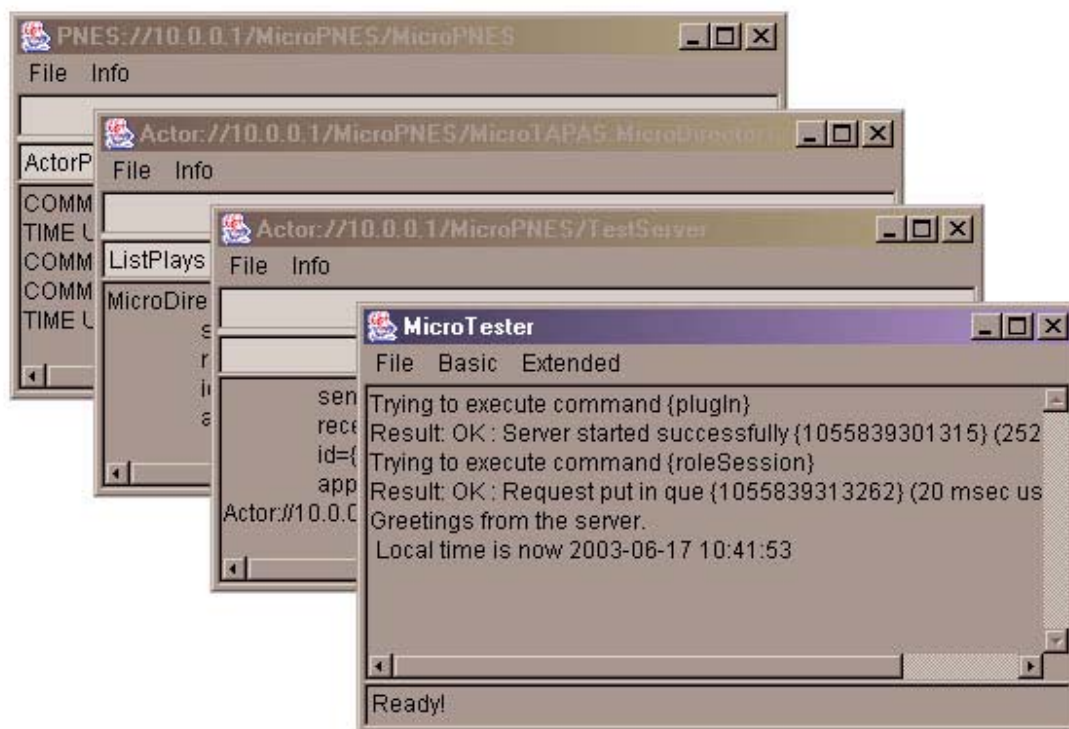 PNES://10.0.0.1/MicroPNES/MicroPNES
File Info
ActorP
COMM
TIME U
COMM
COMM
TIME U
Actor://10.0.0.1/MicroPNES/MicroTAPAS.MicroDirector
File Info
ListPlays
MicroDire
s
r
i
a
Actor://10.0.0.1/MicroPNES/TestServer
File Info
sen
rece
id={
app
Actor://10.0.0
MicroTester
File Basic Extended
Trying to execute command {plugIn}
Result: OK : Server started successfully {1055839301315} (252
Trying to execute command {roleSession}
Result: OK : Request put in que {1055839313262} (20 msec us
Greetings from the server.
Local time is now 2003-06-17 10:41:53
Ready!